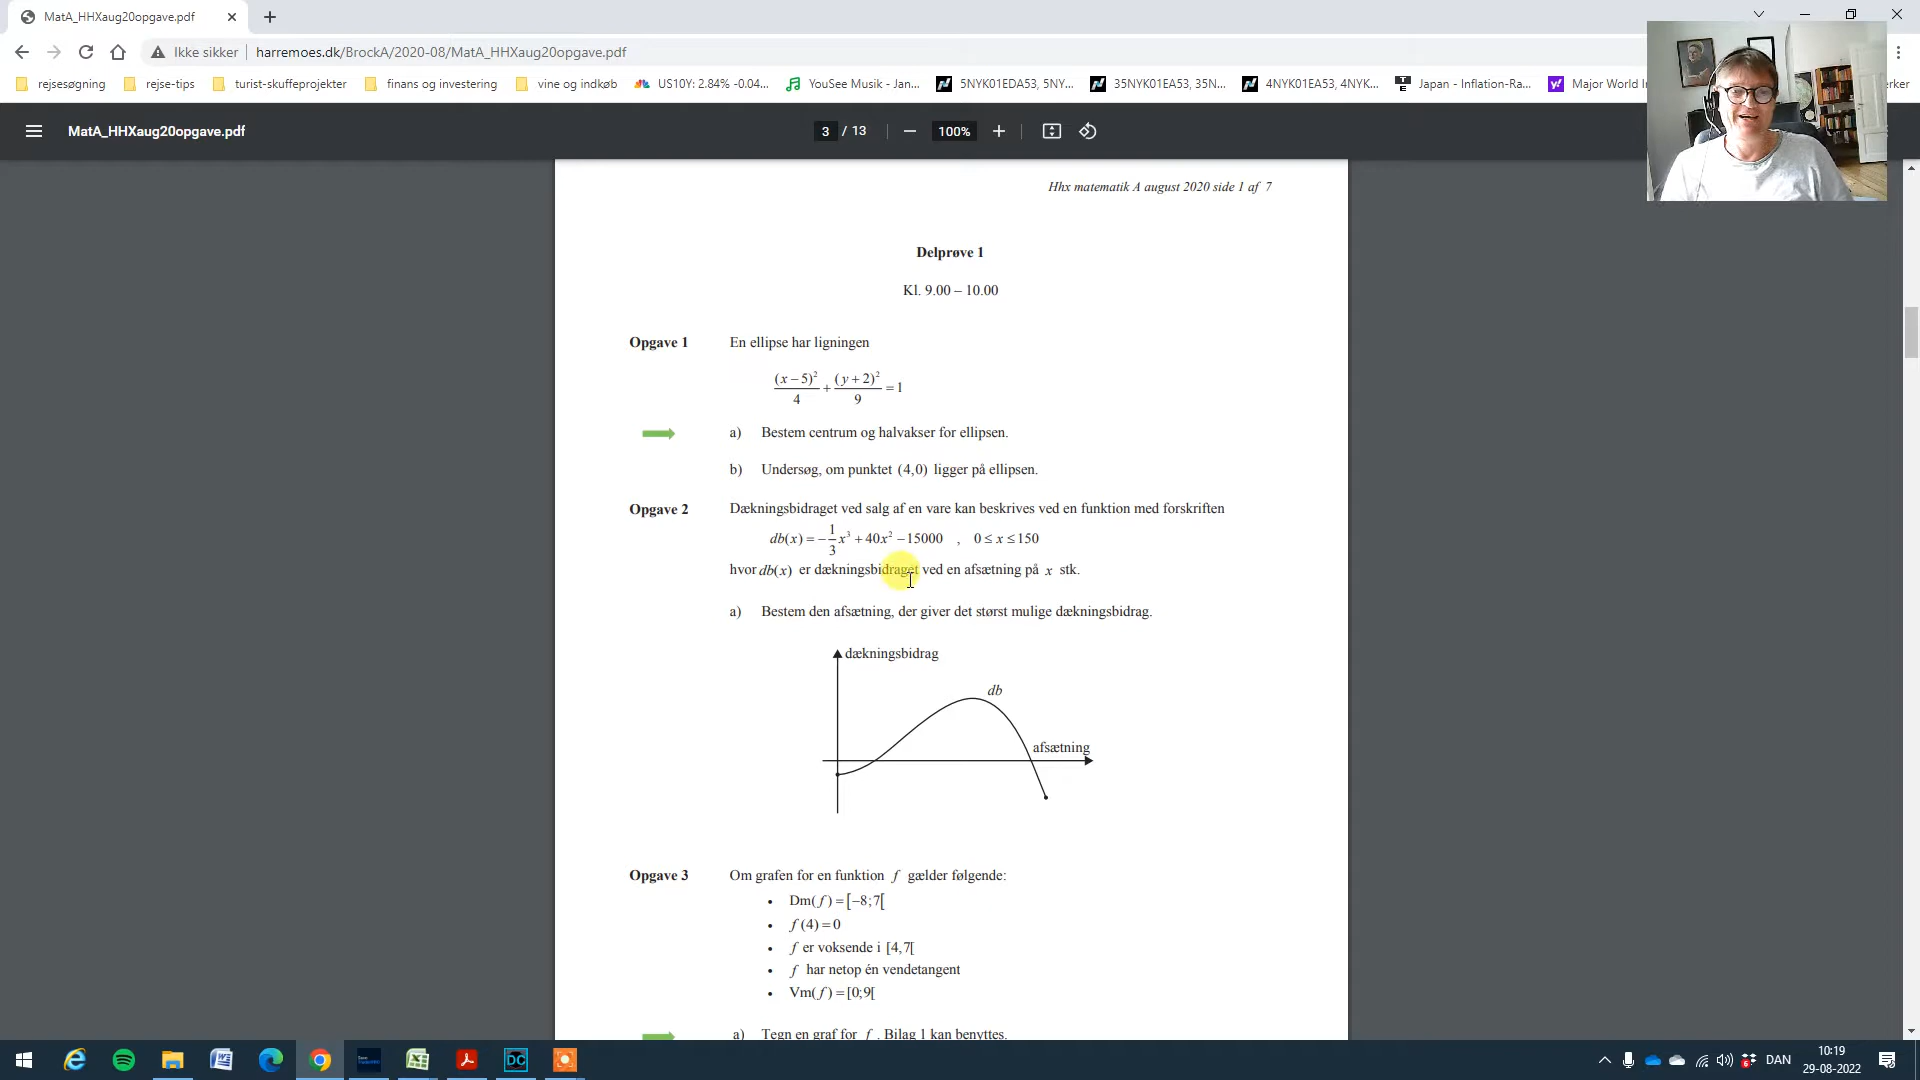 MatA_HHXaug20opgave.pdf
Ikke sikker
harremoes.dk/BrockA/2020-08/MatA_HHXaug20opgave.pdf
rejsesøgning
rejse-tips
turist-skuffeprojekter
finans og investering
vine og indkøb
US10Y: 2.84% -0.04...
YouSee Musik - Jan...
5NYK01EDA53, 5NY...
35NYK01EA53, 35N...
4NYK01EA53, 4NYK...
Japan - Inflation-Ra...
Major World In
erker
MatA_HHXaug20opgave.pdf
3 / 13
100%
Hhx matematik A august 2020 side 1 af 7
Delprøve 1
Kl. 9.00 – 10.00
Opgave 1 En ellipse har ligningen
(x – 5)²/4 + (y + 2)²/9 = 1
a) Bestem centrum og halvakser for ellipsen.
b) Undersøg, om punktet (4,0) ligger på ellipsen.
Opgave 2 Dækningsbidraget ved salg af en vare kan beskrives ved en funktion med forskriften
db(x) = –1/3 x³ + 40x² – 15000 , 0 ≤ x ≤ 150
hvor db(x) er dækningsbidraget ved en afsætning på x stk.
a) Bestem den afsætning, der giver det størst mulige dækningsbidrag.
dækningsbidrag
db
afsætning
Opgave 3 Om grafen for en funktion f gælder følgende:
• Dm(f) = [–8;7[
• f(4) = 0
• f er voksende i [4,7[
• f har netop én vendetangent
• Vm(f) = [0;9[
a) Tegn en graf for f. Bilag 1 kan benyttes.
DAN
10:19
29-08-2022